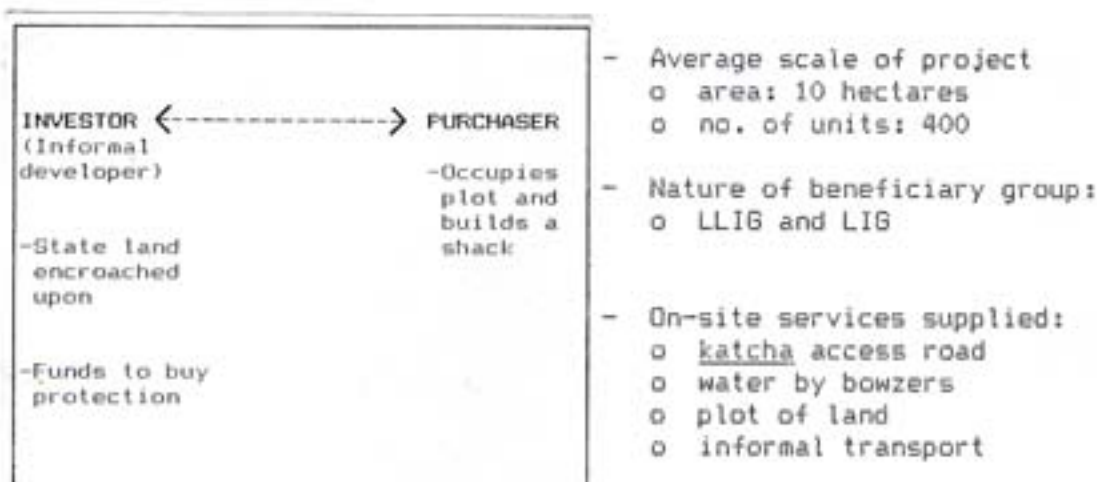 INVESTOR <---------------> PURCHASER
(Informal
developer)
-Occupies
plot and
builds a
shack
-State land
encroached
upon
-Funds to buy
protection
- Average scale of project
o area: 10 hectares
o no. of units: 400
- Nature of beneficiary group:
o LLIG and LIG
- On-site services supplied:
o katcha access road
o water by bowzers
o plot of land
o informal transport